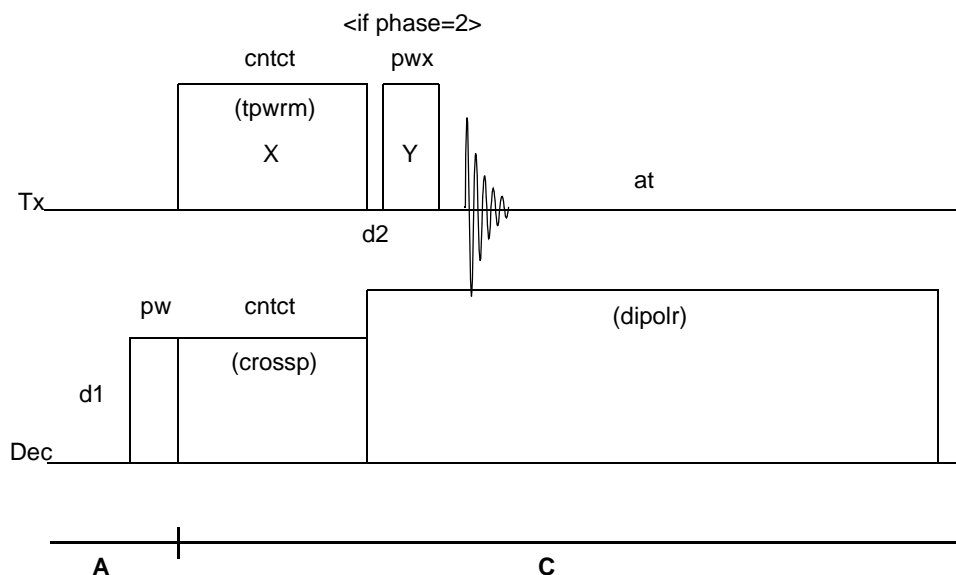 <if phase=2>
cntct
pwx
(tpwrm)
X
Y
at
Tx
d2
pw
cntct
(dipolr)
(crossp)
d1
Dec
A
C